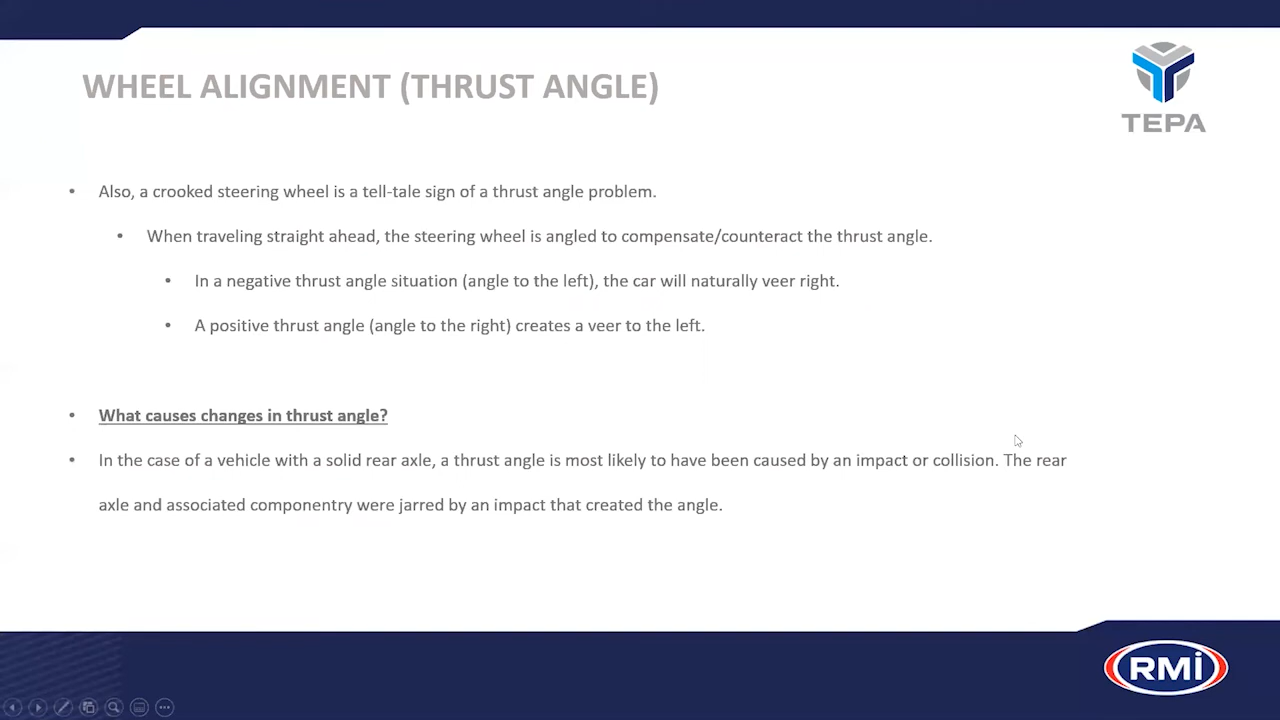 WHEEL ALIGNMENT (THRUST ANGLE)
TEPA
• Also, a crooked steering wheel is a tell-tale sign of a thrust angle problem.
• When traveling straight ahead, the steering wheel is angled to compensate/counteract the thrust angle.
• In a negative thrust angle situation (angle to the left), the car will naturally veer right.
• A positive thrust angle (angle to the right) creates a veer to the left.
• What causes changes in thrust angle?
• In the case of a vehicle with a solid rear axle, a thrust angle is most likely to have been caused by an impact or collision. The rear
axle and associated componentry were jarred by an impact that created the angle.
RMi